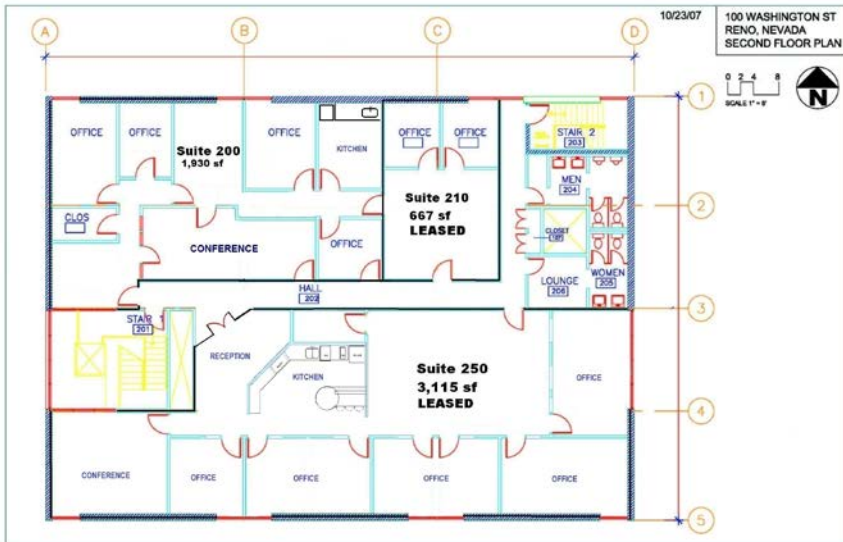 10/23/07
100 WASHINGTON ST
RENO, NEVADA
SECOND FLOOR PLAN
A
B
C
D
0 2 4 8
SCALE 1" = 8'
N
1
2
3
4
5
OFFICE
OFFICE
Suite 200
1,930 sf
OFFICE
KITCHEN
OFFICE
OFFICE
STAIR 2
203
Suite 210
667 sf
LEASED
MEN
204
CLOS
CONFERENCE
OFFICE
CLOSET
LOUNGE
206
WOMEN
205
HALL
202
STAIR 1
201
RECEPTION
KITCHEN
Suite 250
3,115 sf
LEASED
OFFICE
CONFERENCE
OFFICE
OFFICE
OFFICE
OFFICE